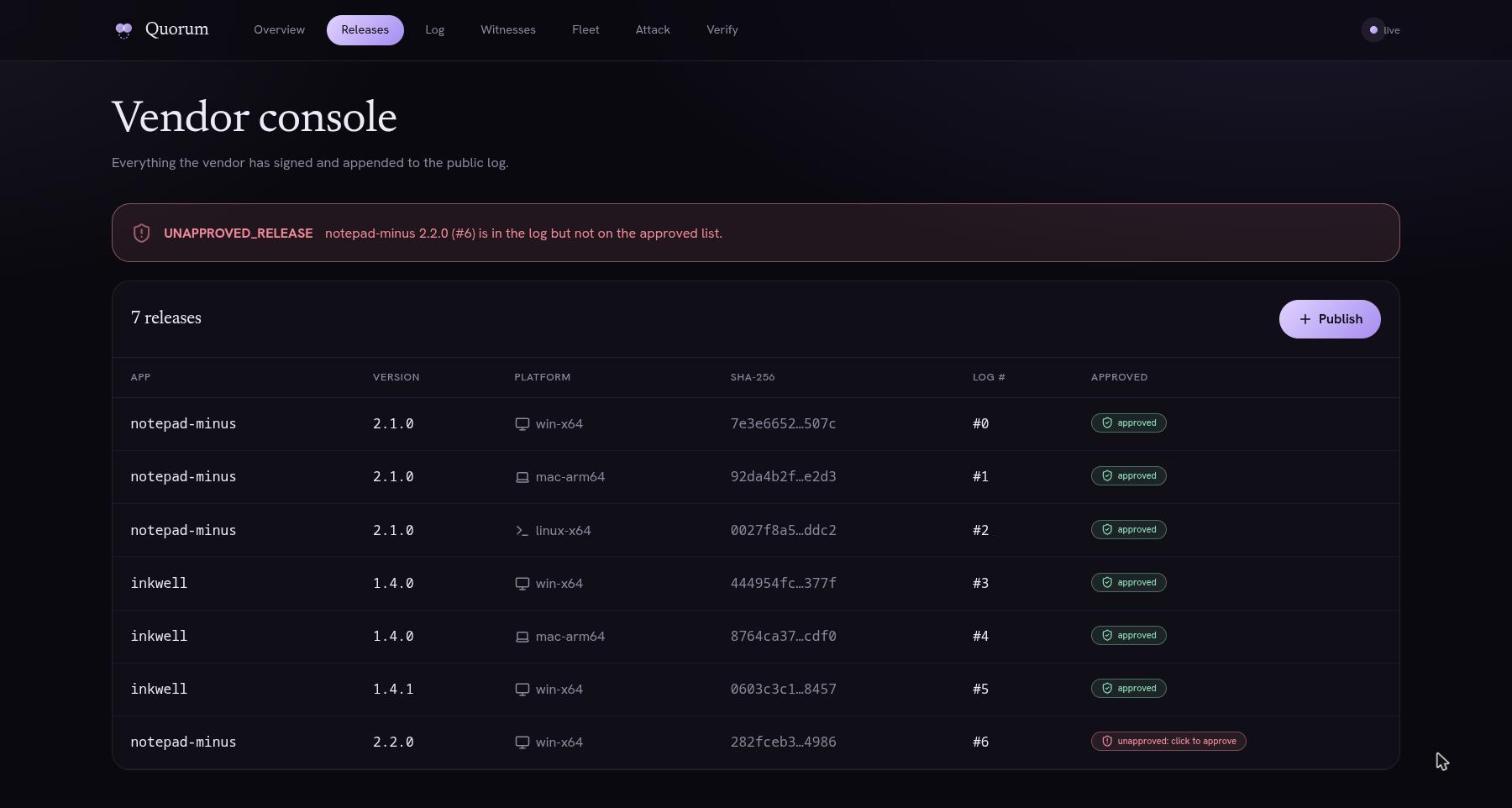 Quorum Overview Releases Log Witnesses Fleet Attack Verify live
Vendor console
Everything the vendor has signed and appended to the public log.
UNAPPROVED_RELEASE notepad-minus 2.2.0 (#6) is in the log but not on the approved list.
7 releases + Publish
APP VERSION PLATFORM SHA-256 LOG # APPROVED
notepad-minus 2.1.0 win-x64 7e3e6652…507c #0 approved
notepad-minus 2.1.0 mac-arm64 92da4b2f…e2d3 #1 approved
notepad-minus 2.1.0 linux-x64 0027f8a5…ddc2 #2 approved
inkwell 1.4.0 win-x64 444954fc…377f #3 approved
inkwell 1.4.0 mac-arm64 8764ca37…cdf0 #4 approved
inkwell 1.4.1 win-x64 0603c3c1…8457 #5 approved
notepad-minus 2.2.0 win-x64 282fceb3…4986 #6 unapproved: click to approve